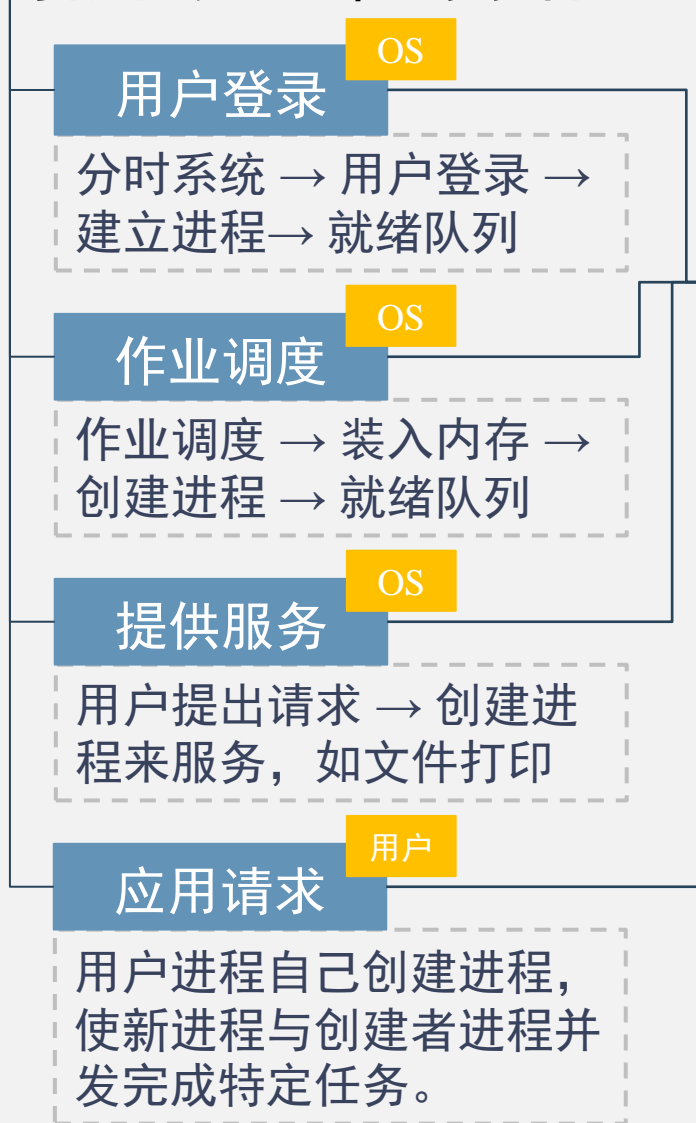 OS
用户登录
分时系统 → 用户登录 →
建立进程→ 就绪队列
OS
作业调度
作业调度 → 装入内存 →
创建进程 → 就绪队列
OS
提供服务
用户提出请求 → 创建进
程来服务，如文件打印
用户
应用请求
用户进程自己创建进程，
使新进程与创建者进程并
发完成特定任务。